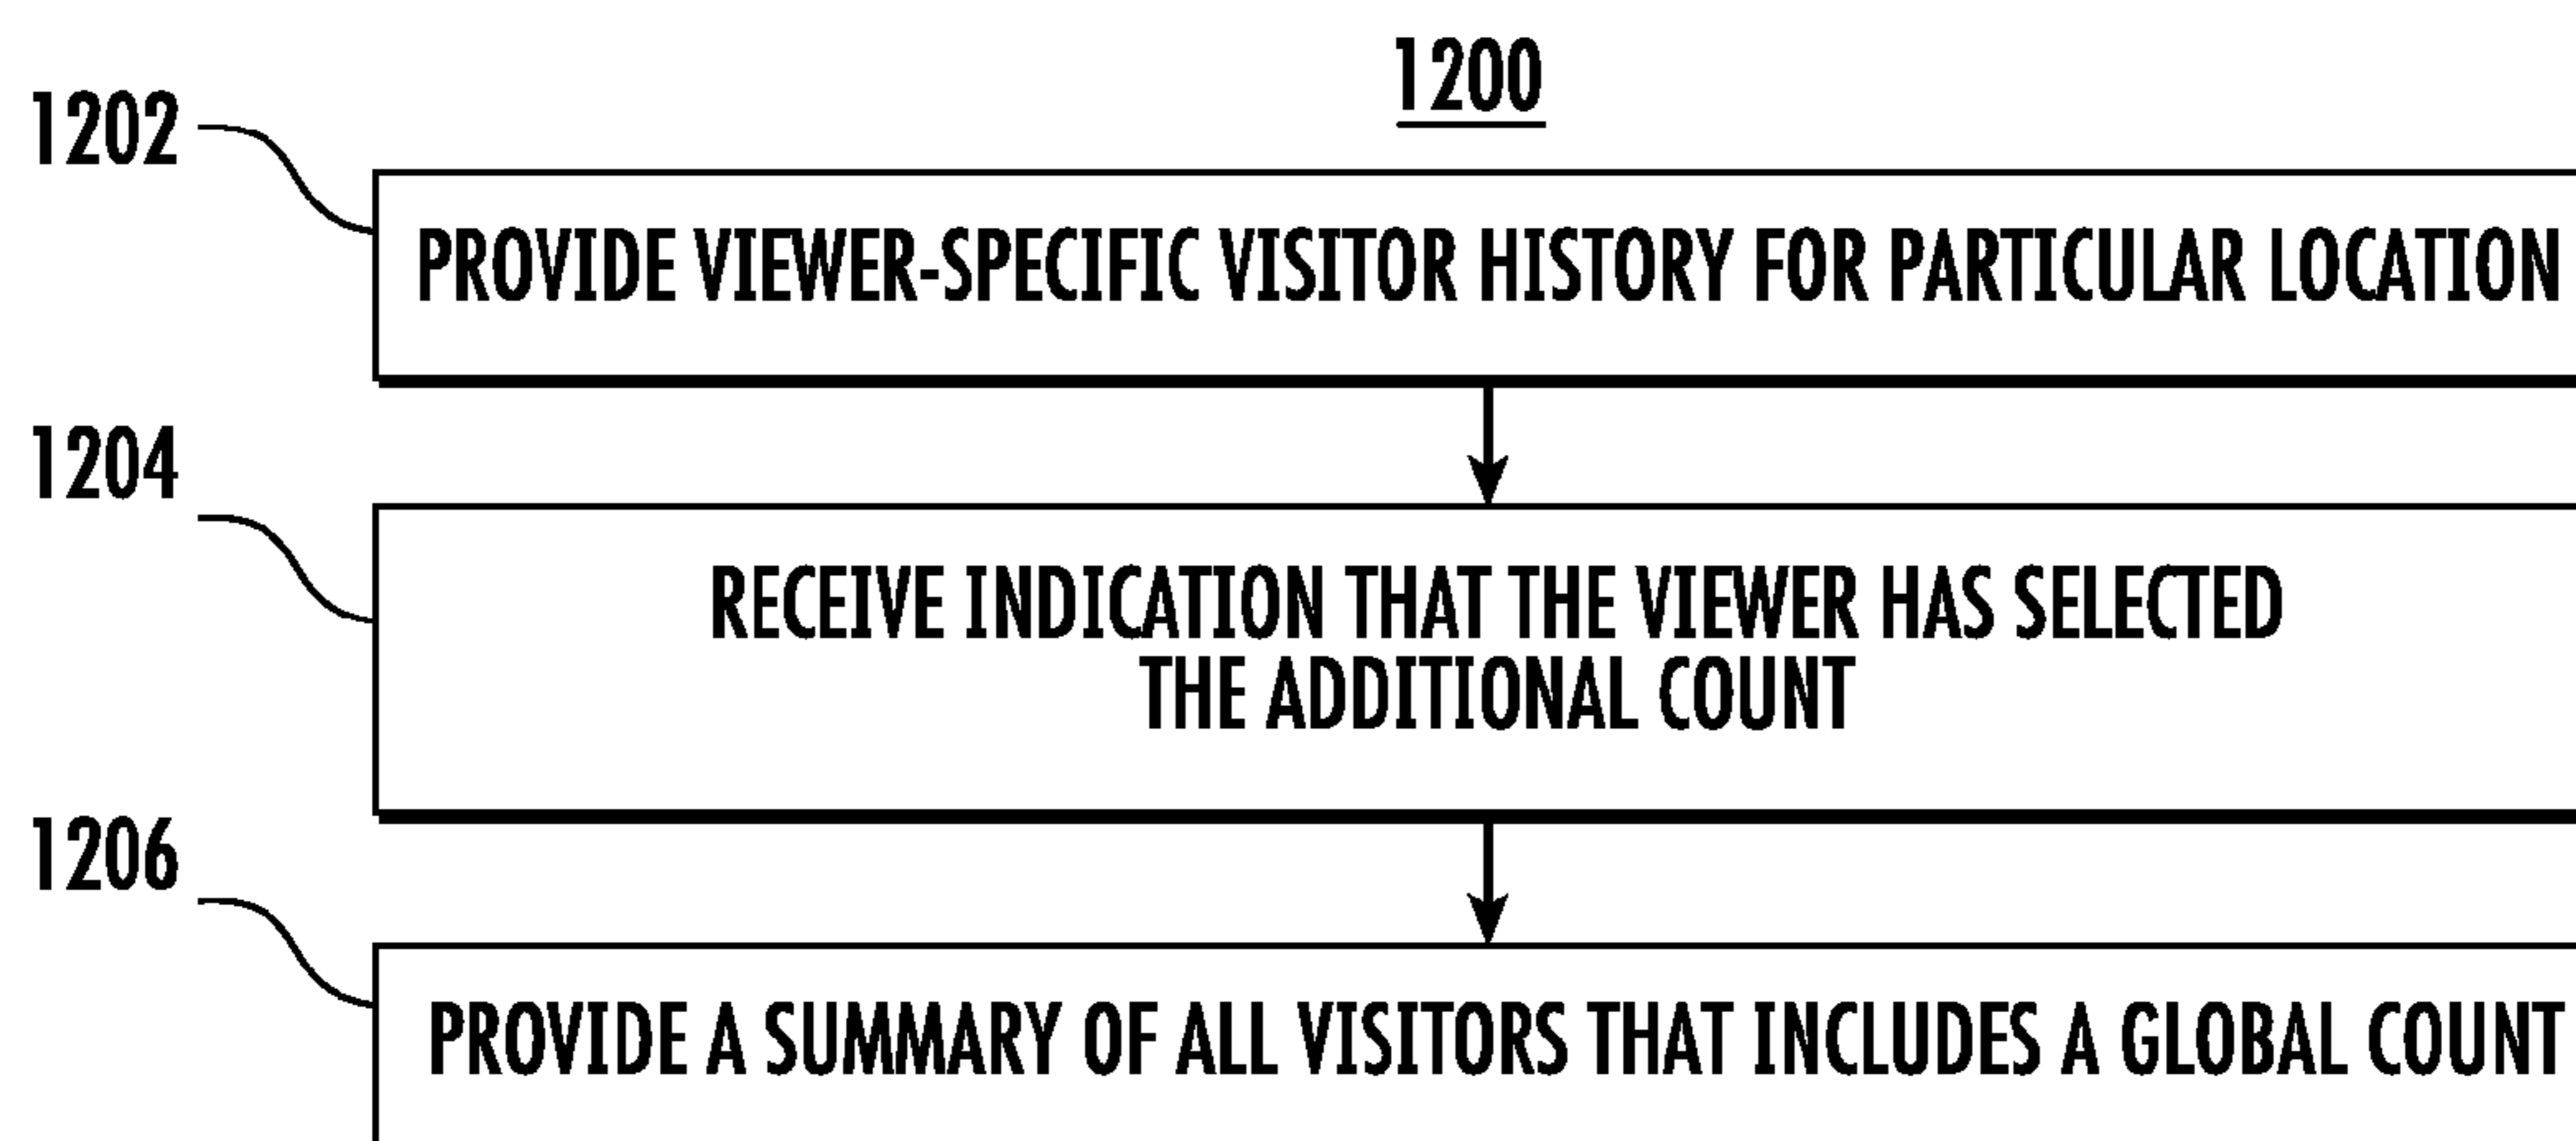 1200
1202
PROVIDE VIEWER-SPECIFIC VISITOR HISTORY FOR PARTICULAR LOCATION
1204
RECEIVE INDICATION THAT THE VIEWER HAS SELECTED
THE ADDITIONAL COUNT
1206
PROVIDE A SUMMARY OF ALL VISITORS THAT INCLUDES A GLOBAL COUNT